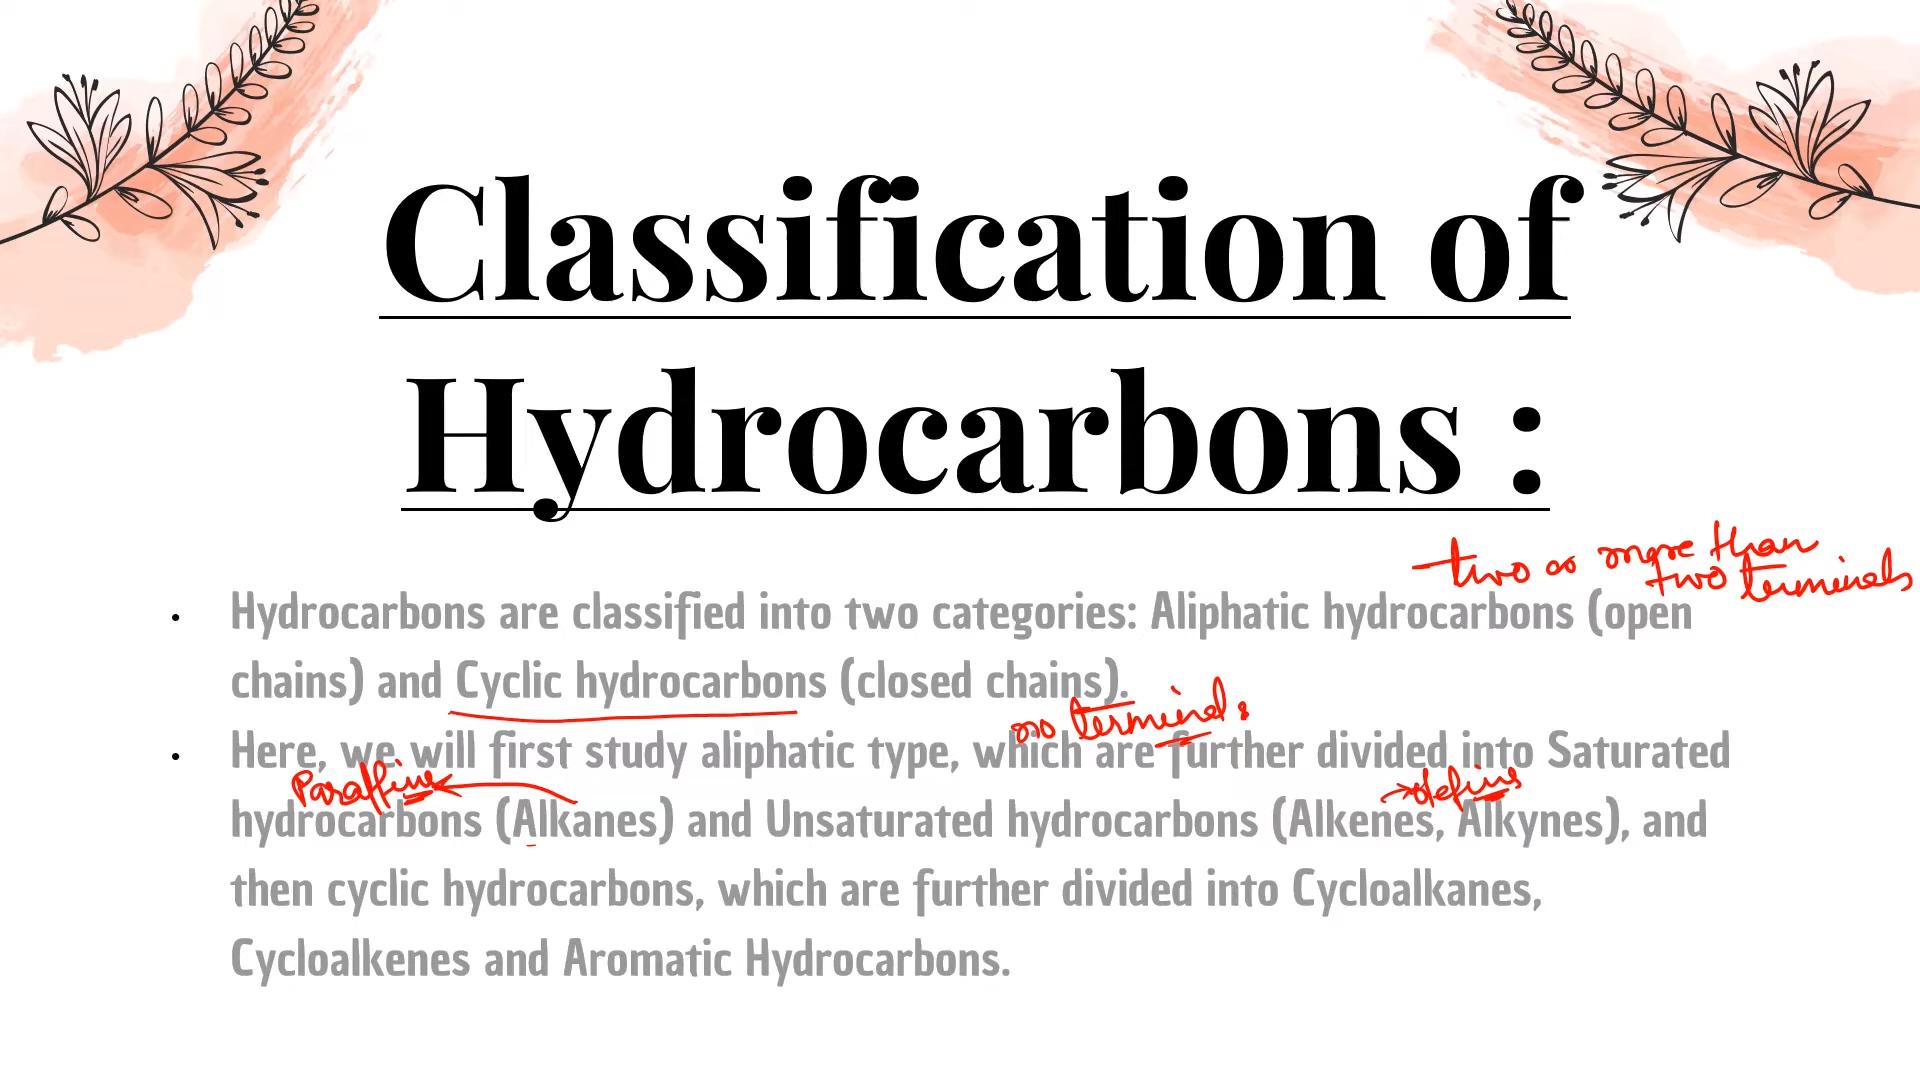 Classification of
Hydrocarbons :
two or more than
two terminals
• Hydrocarbons are classified into two categories: Aliphatic hydrocarbons (open
chains) and Cyclic hydrocarbons (closed chains).
no terminals
• Here, we will first study aliphatic type, which are further divided into Saturated
Paraffins
olefins
hydrocarbons (Alkanes) and Unsaturated hydrocarbons (Alkenes, Alkynes), and
then cyclic hydrocarbons, which are further divided into Cycloalkanes,
Cycloalkenes and Aromatic Hydrocarbons.